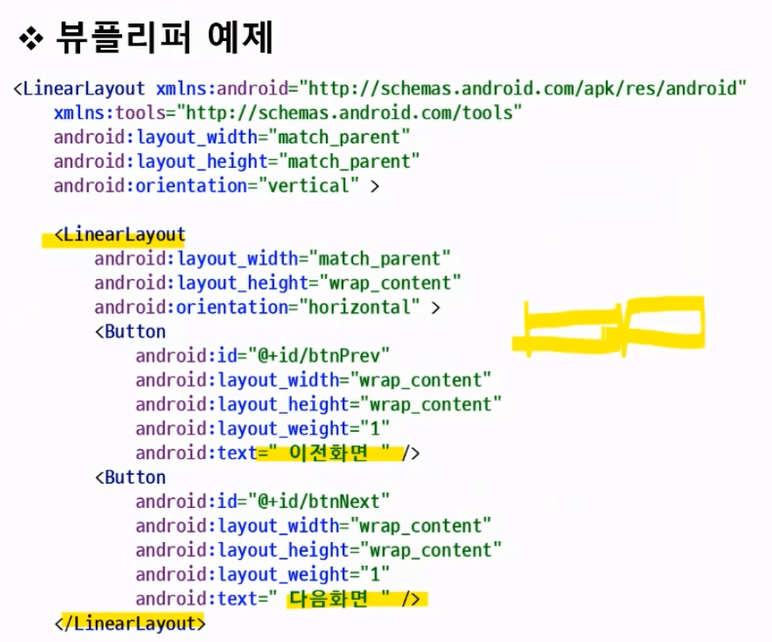 ❖ 뷰플리퍼 예제
<LinearLayout xmlns:android="http://schemas.android.com/apk/res/android"
    xmlns:tools="http://schemas.android.com/tools"
    android:layout_width="match_parent"
    android:layout_height="match_parent"
    android:orientation="vertical" >

    <LinearLayout
        android:layout_width="match_parent"
        android:layout_height="wrap_content"
        android:orientation="horizontal" >
        <Button
            android:id="@+id/btnPrev"
            android:layout_width="wrap_content"
            android:layout_height="wrap_content"
            android:layout_weight="1"
            android:text=" 이전화면 " />
        <Button
            android:id="@+id/btnNext"
            android:layout_width="wrap_content"
            android:layout_height="wrap_content"
            android:layout_weight="1"
            android:text=" 다음화면 " />
    </LinearLayout>